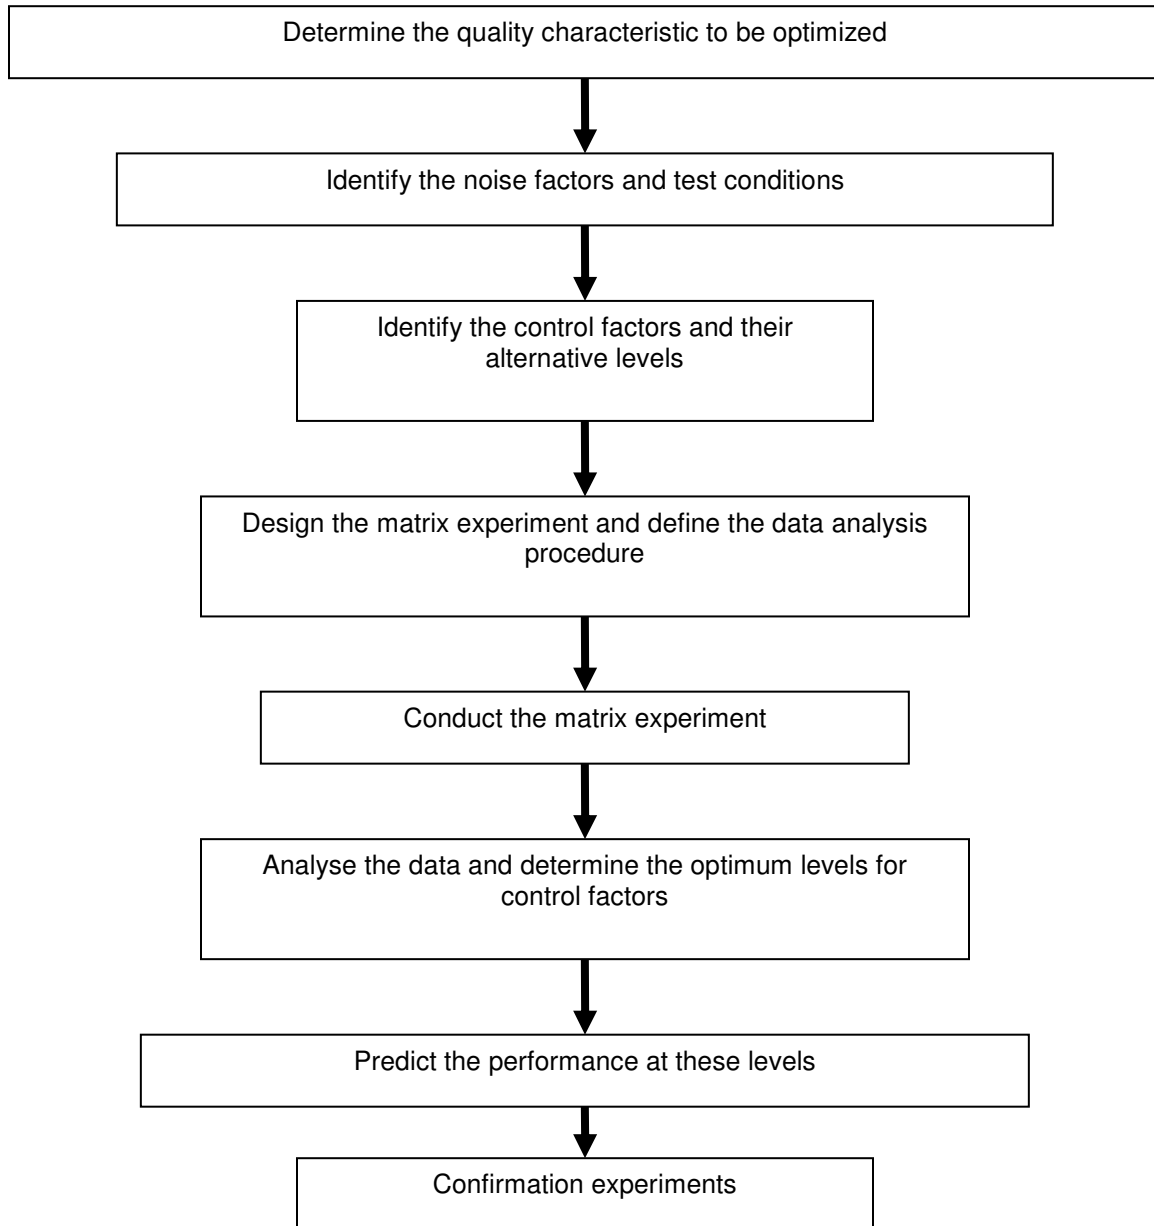 Determine the quality characteristic to be optimized
Identify the noise factors and test conditions
Identify the control factors and their
alternative levels
Design the matrix experiment and define the data analysis
procedure
Conduct the matrix experiment
Analyse the data and determine the optimum levels for
control factors
Predict the performance at these levels
Confirmation experiments